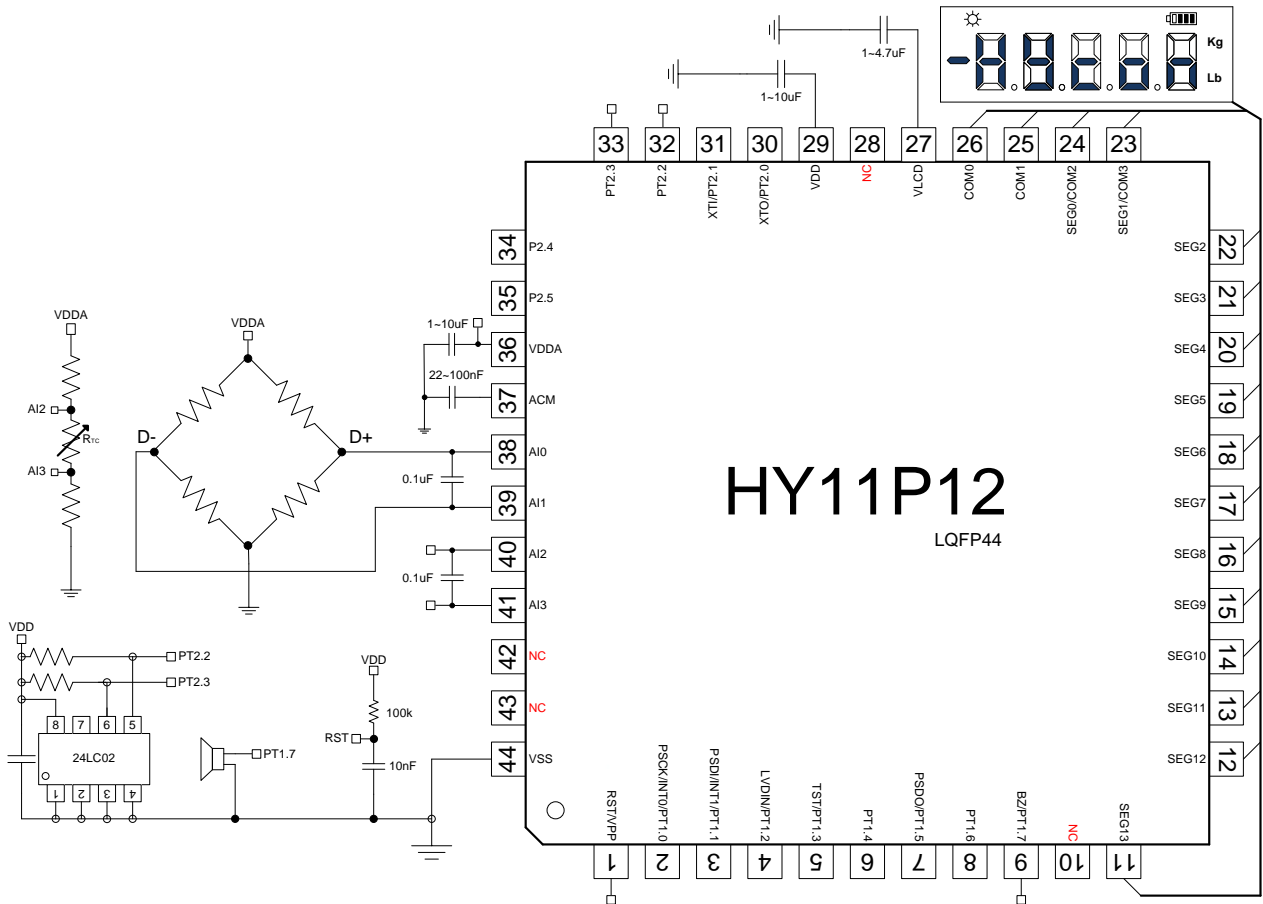 Kg
Lb
1~4.7uF
1~10uF
33
32
31
30
29
28
27
26
25
24
23
PT2.3
PT2.2
XTI/PT2.1
XTO/PT2.0
VDD
NC
VLCD
COM0
COM1
SEG0/COM2
SEG1/COM3
34
P2.4
35
P2.5
36
VDDA
37
ACM
38
AI0
39
AI1
40
AI2
41
AI3
42
NC
43
NC
44
VSS
SEG2
22
SEG3
21
SEG4
20
SEG5
19
SEG6
18
SEG7
17
SEG8
16
SEG9
15
SEG10
14
SEG11
13
SEG12
12
1~10uF
22~100nF
0.1uF
0.1uF
VDDA
AI2
RTC
AI3
VDDA
D-
D+
HY11P12
LQFP44
VDD
PT2.2
PT2.3
8
7
6
5
24LC02
1
2
3
4
PT1.7
VDD
100k
RST
10nF
RST/VPP
PSCK/INT0/PT1.0
PSDI/INT1/PT1.1
LVDIN/PT1.2
TST/PT1.3
PT1.4
PSDO/PT1.5
PT1.6
BZ/PT1.7
NC
SEG13
1
2
3
4
5
6
7
8
9
10
11